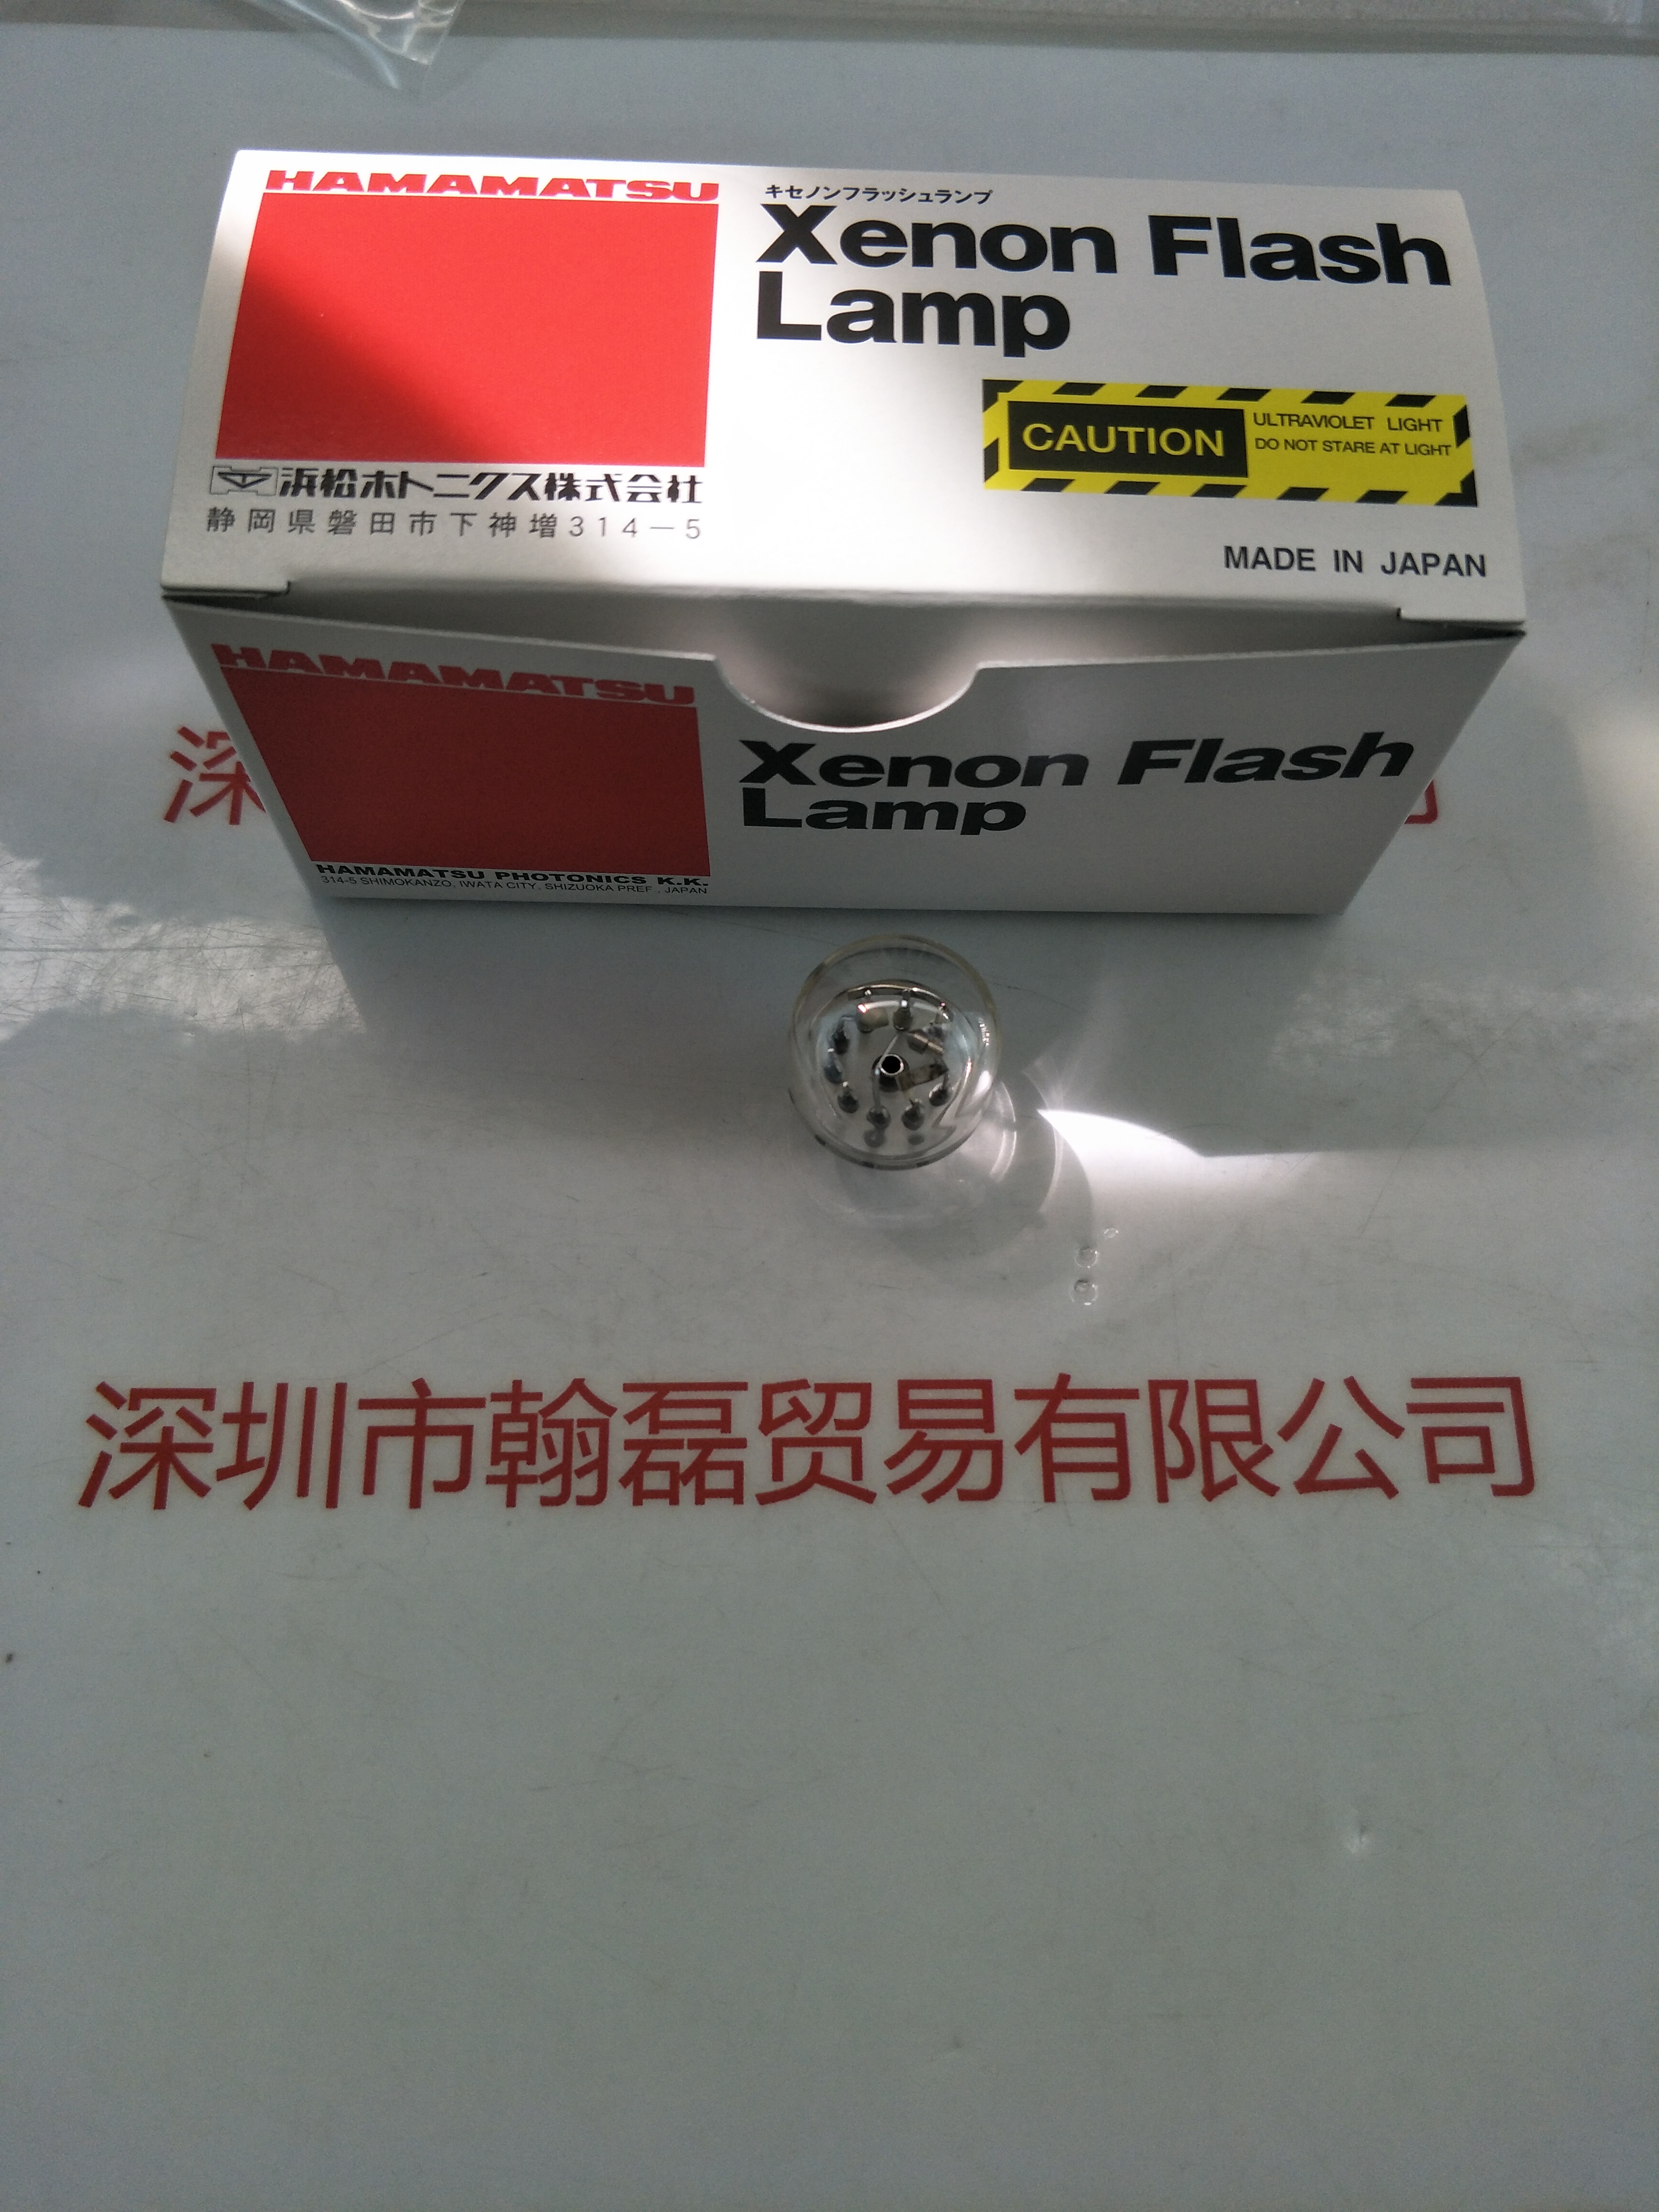 HAMAMATSU
キセノンフラッシュランプ
Xenon Flash
Lamp
CAUTION
ULTRAVIOLET LIGHT
DO NOT STARE AT LIGHT
浜松ホトニクス株式会社
静岡県磐田市下神増314-5
MADE IN JAPAN
HAMAMATSU
Xenon Flash
Lamp
HAMAMATSU PHOTONICS K.K.
314-5 SHIMOKANZO, IWATA CITY, SHIZUOKA PREF., JAPAN
深
司
深圳市翰磊贸易有限公司